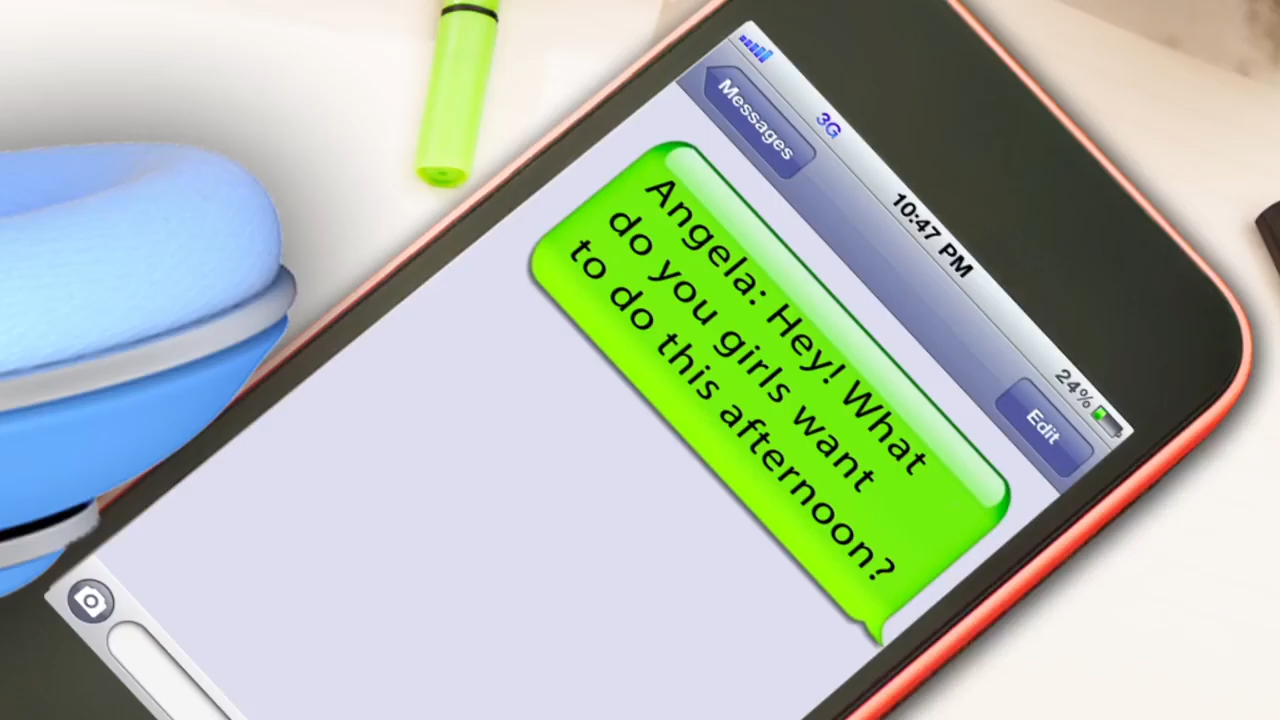 3G
10:47 PM
24%
Messages
Edit
Angela: Hey! What
do you girls want
to do this afternoon?